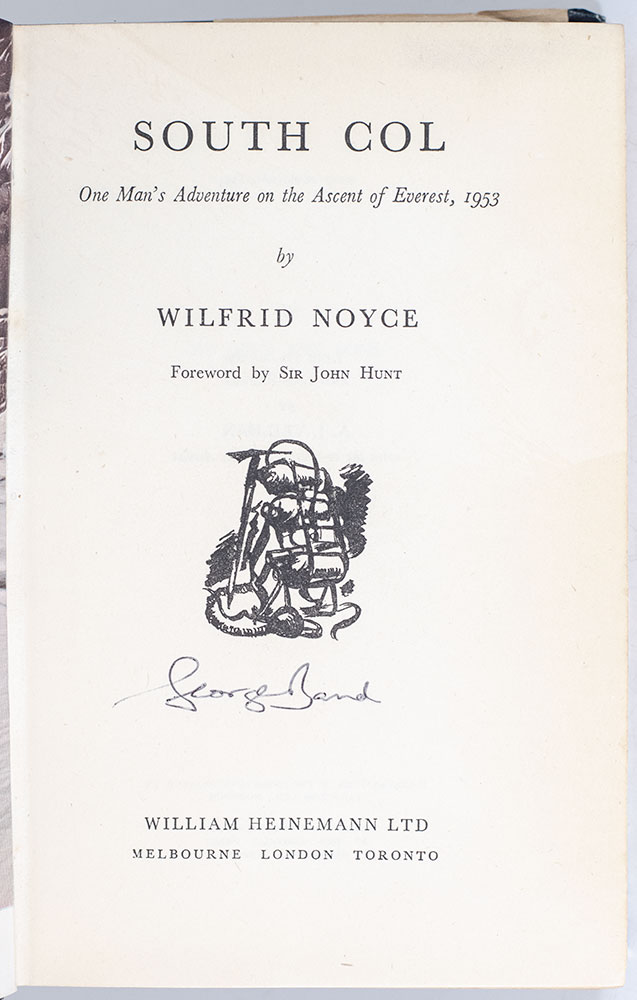 SOUTH COL
One Man's Adventure on the Ascent of Everest, 1953
by
WILFRID NOYCE
Foreword by SIR JOHN HUNT
George Band
WILLIAM HEINEMANN LTD
MELBOURNE LONDON TORONTO